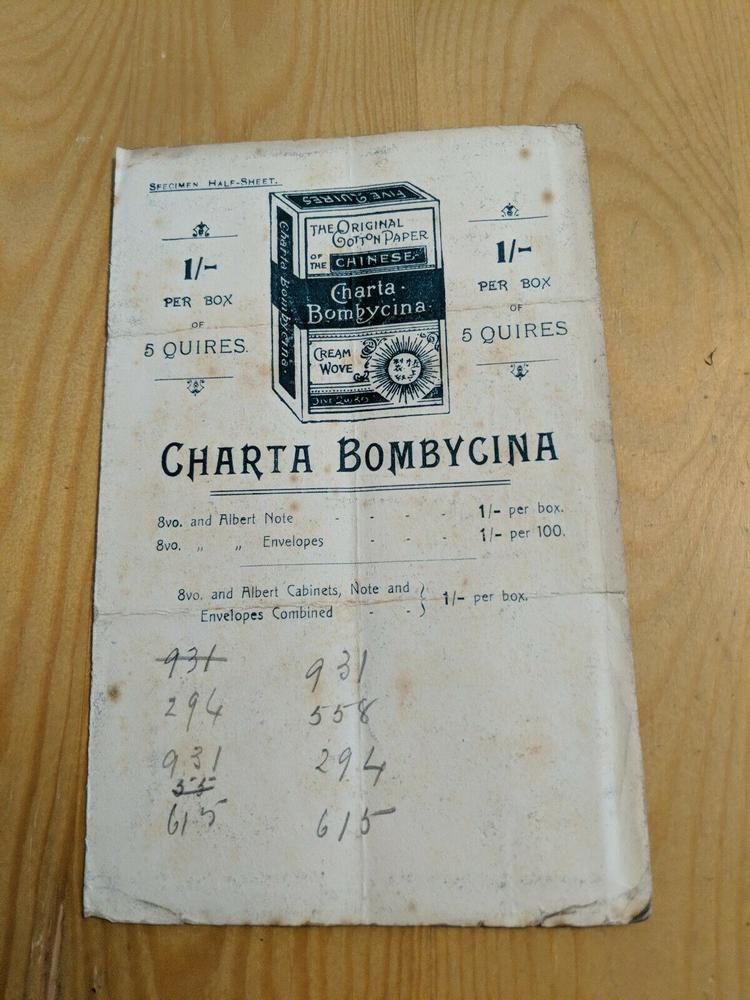 SPECIMEN HALF-SHEET.
1/-
PER BOX
OF
5 QUIRES.
FIVE QUIRES
Charta Bombycina
THE ORIGINAL
COTTON PAPER
OF THE CHINESE
Charta
Bombycina
CREAM
WOVE
1/-
PER BOX
OF
5 QUIRES
CHARTA BOMBYCINA
8vo. and Albert Note - - - - 1/- per box.
8vo. „ „ Envelopes - - - 1/- per 100.
8vo. and Albert Cabinets, Note and
Envelopes Combined - - } 1/- per box.
931 931
294 558
931 294
55
615 615